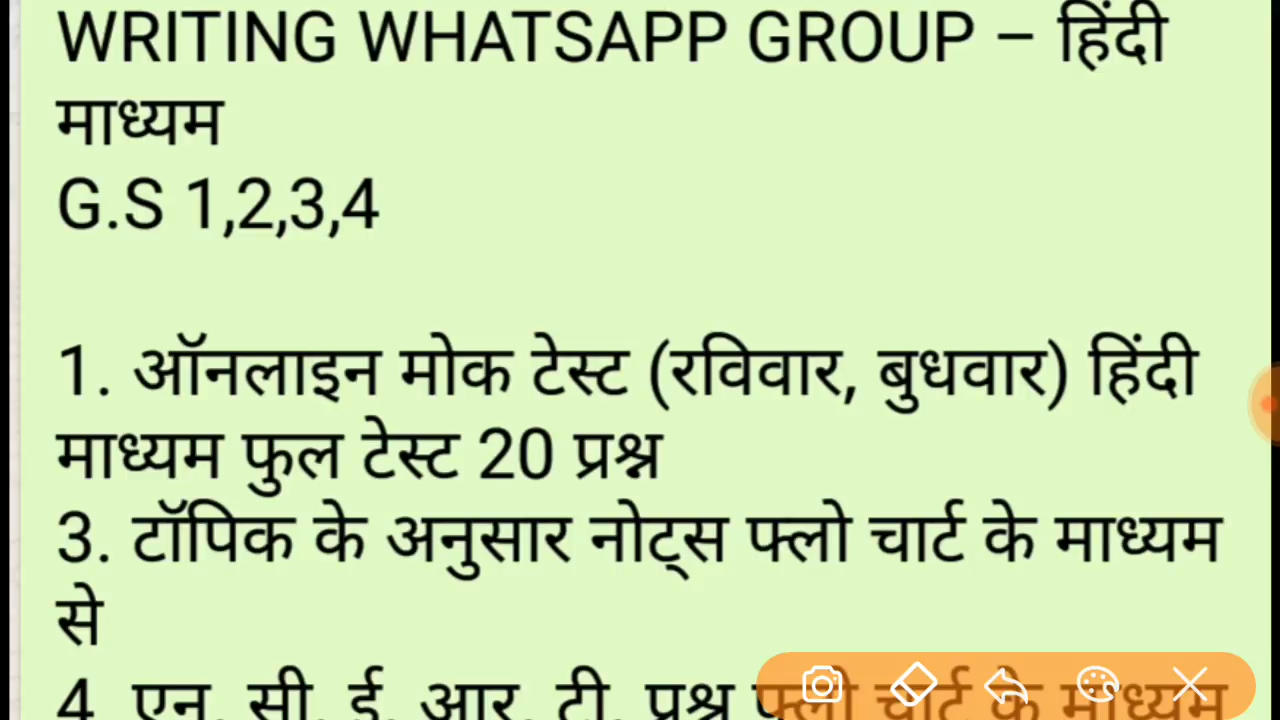 WRITING WHATSAPP GROUP – हिंदी
माध्यम
G.S 1,2,3,4
1. ऑनलाइन मोक टेस्ट (रविवार, बुधवार) हिंदी
माध्यम फुल टेस्ट 20 प्रश्न
3. टॉपिक के अनुसार नोट्स फ्लो चार्ट के माध्यम
से
4. एन. सी. ई. आर. टी. प्रश्न फ्लो चार्ट के माध्यम